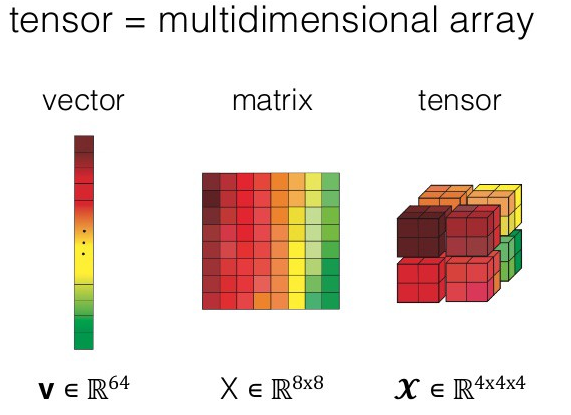 tensor = multidimensional array
vector matrix tensor
𝐯 ∈ ℝ⁶⁴ X ∈ ℝ⁸ˣ⁸ 𝓧 ∈ ℝ⁴ˣ⁴ˣ⁴